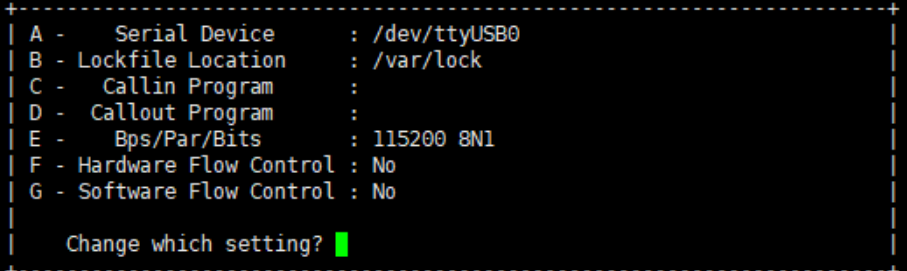 A -    Serial Device      : /dev/ttyUSB0
B - Lockfile Location     : /var/lock
C -   Callin Program      :
D -  Callout Program      :
E -    Bps/Par/Bits       : 115200 8N1
F - Hardware Flow Control : No
G - Software Flow Control : No
Change which setting?